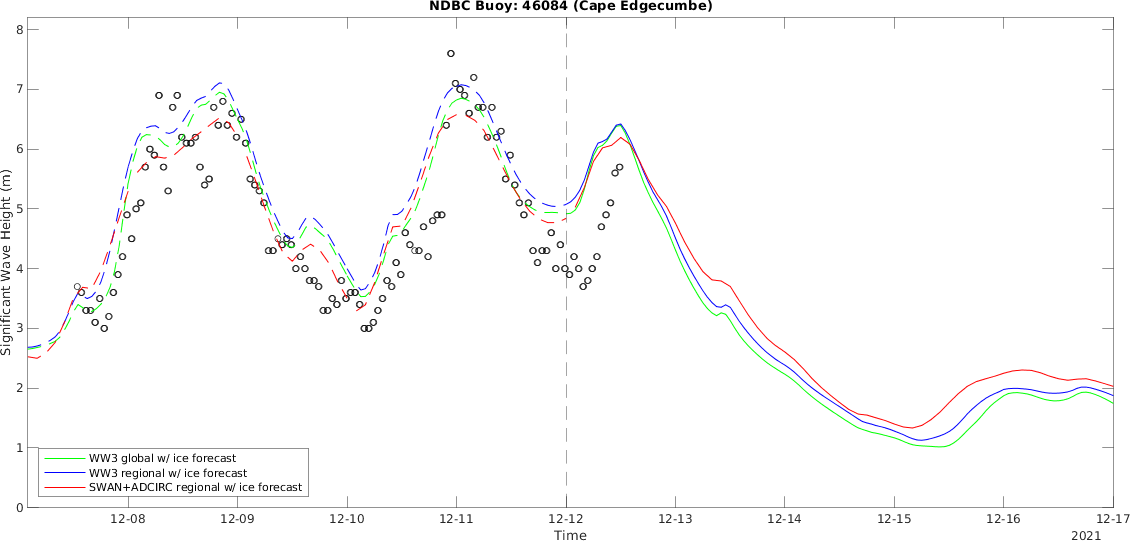 NDBC Buoy: 46084 (Cape Edgecumbe)
8
7
6
5
4
3
2
1
0
Significant Wave Height (m)
WW3 global w/ ice forecast
WW3 regional w/ ice forecast
SWAN+ADCIRC regional w/ ice forecast
12-08 12-09 12-10 12-11 12-12 12-13 12-14 12-15 12-16 12-17
Time
2021